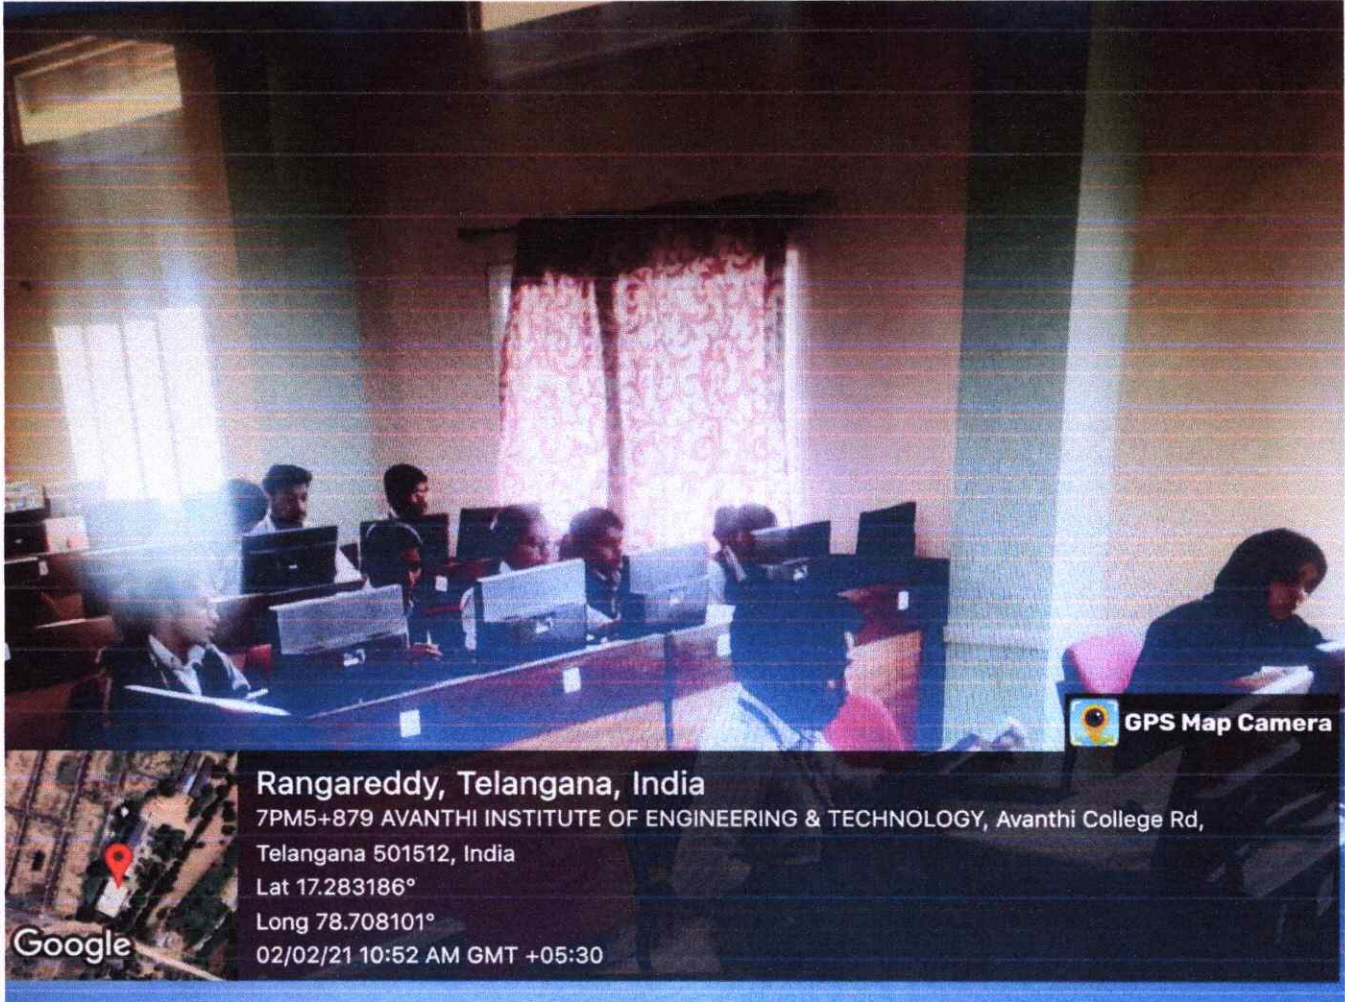 GPS Map Camera
Rangareddy, Telangana, India
7PM5+879 AVANTHI INSTITUTE OF ENGINEERING & TECHNOLOGY, Avanthi College Rd,
Telangana 501512, India
Lat 17.283186°
Long 78.708101°
02/02/21 10:52 AM GMT +05:30
Google